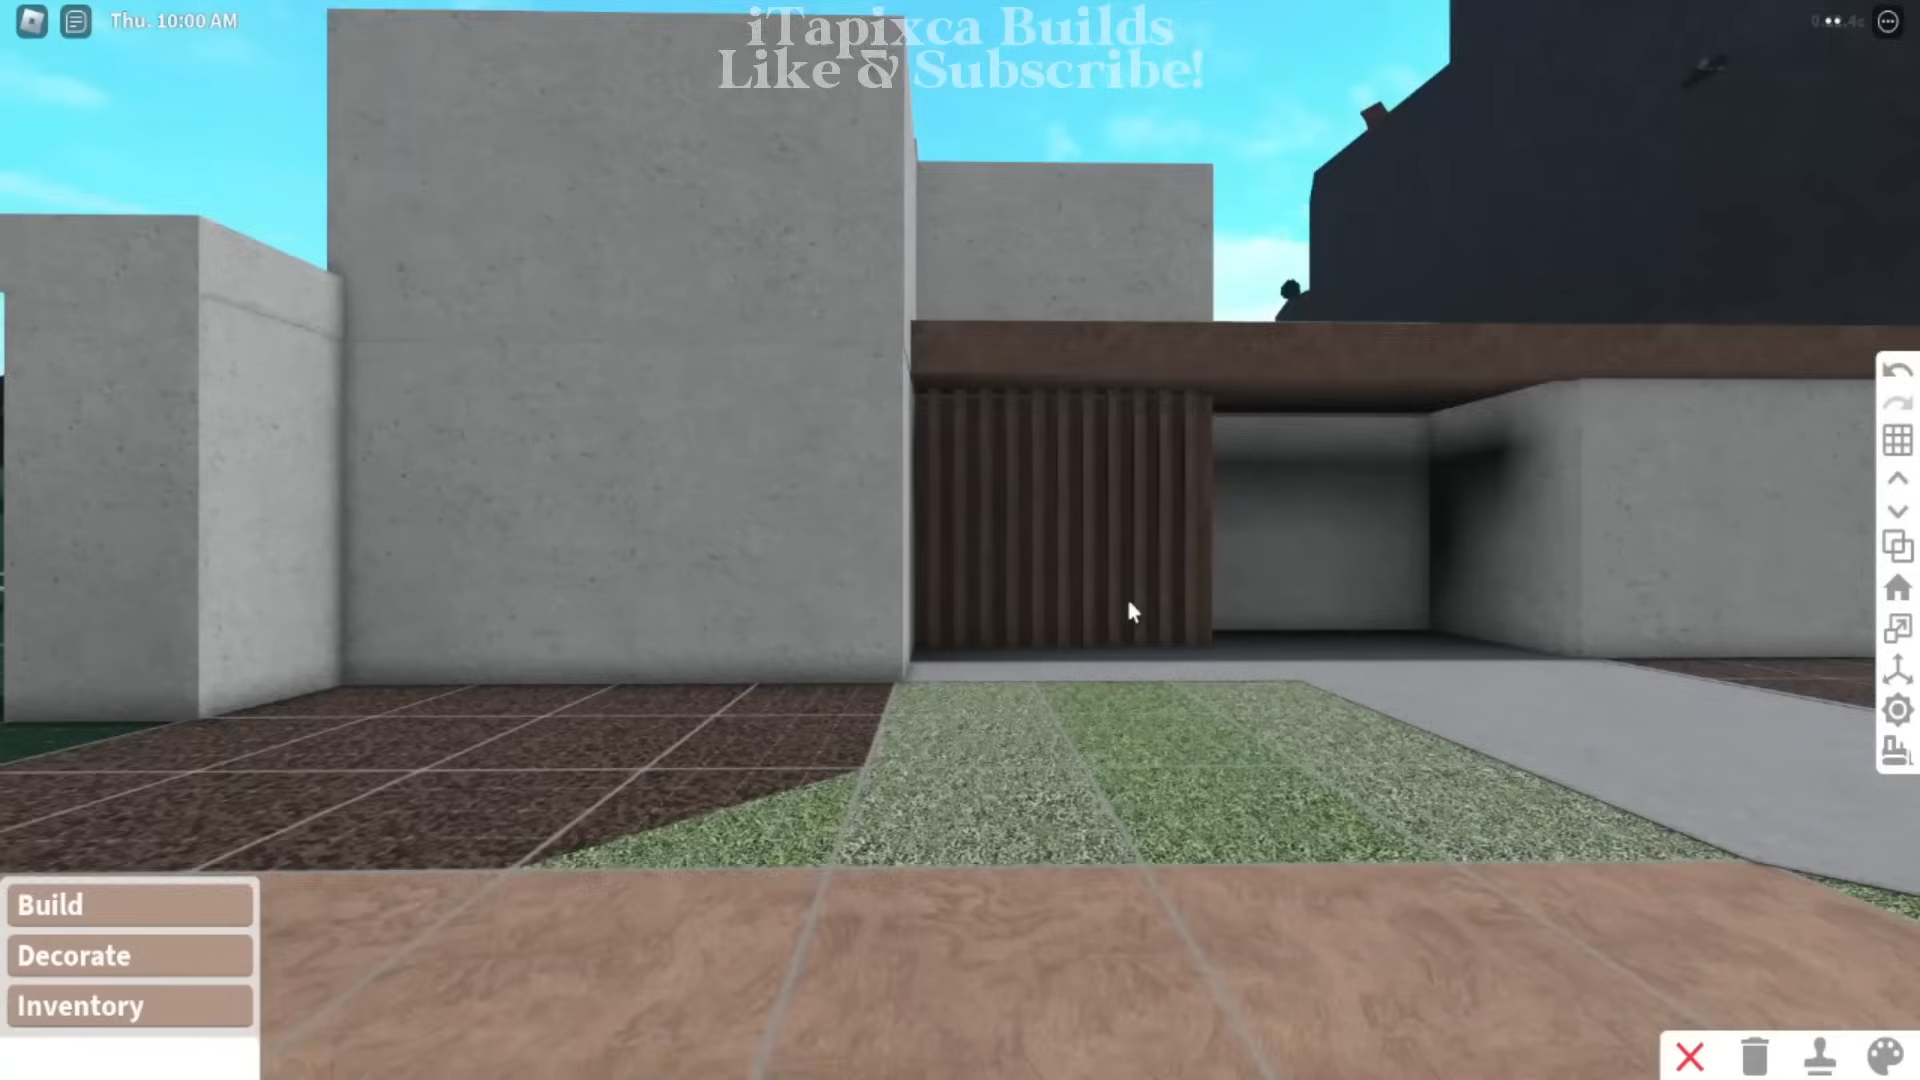 Thu. 10:00 AM
iTapixca Builds
Like & Subscribe!
Build
Decorate
Inventory